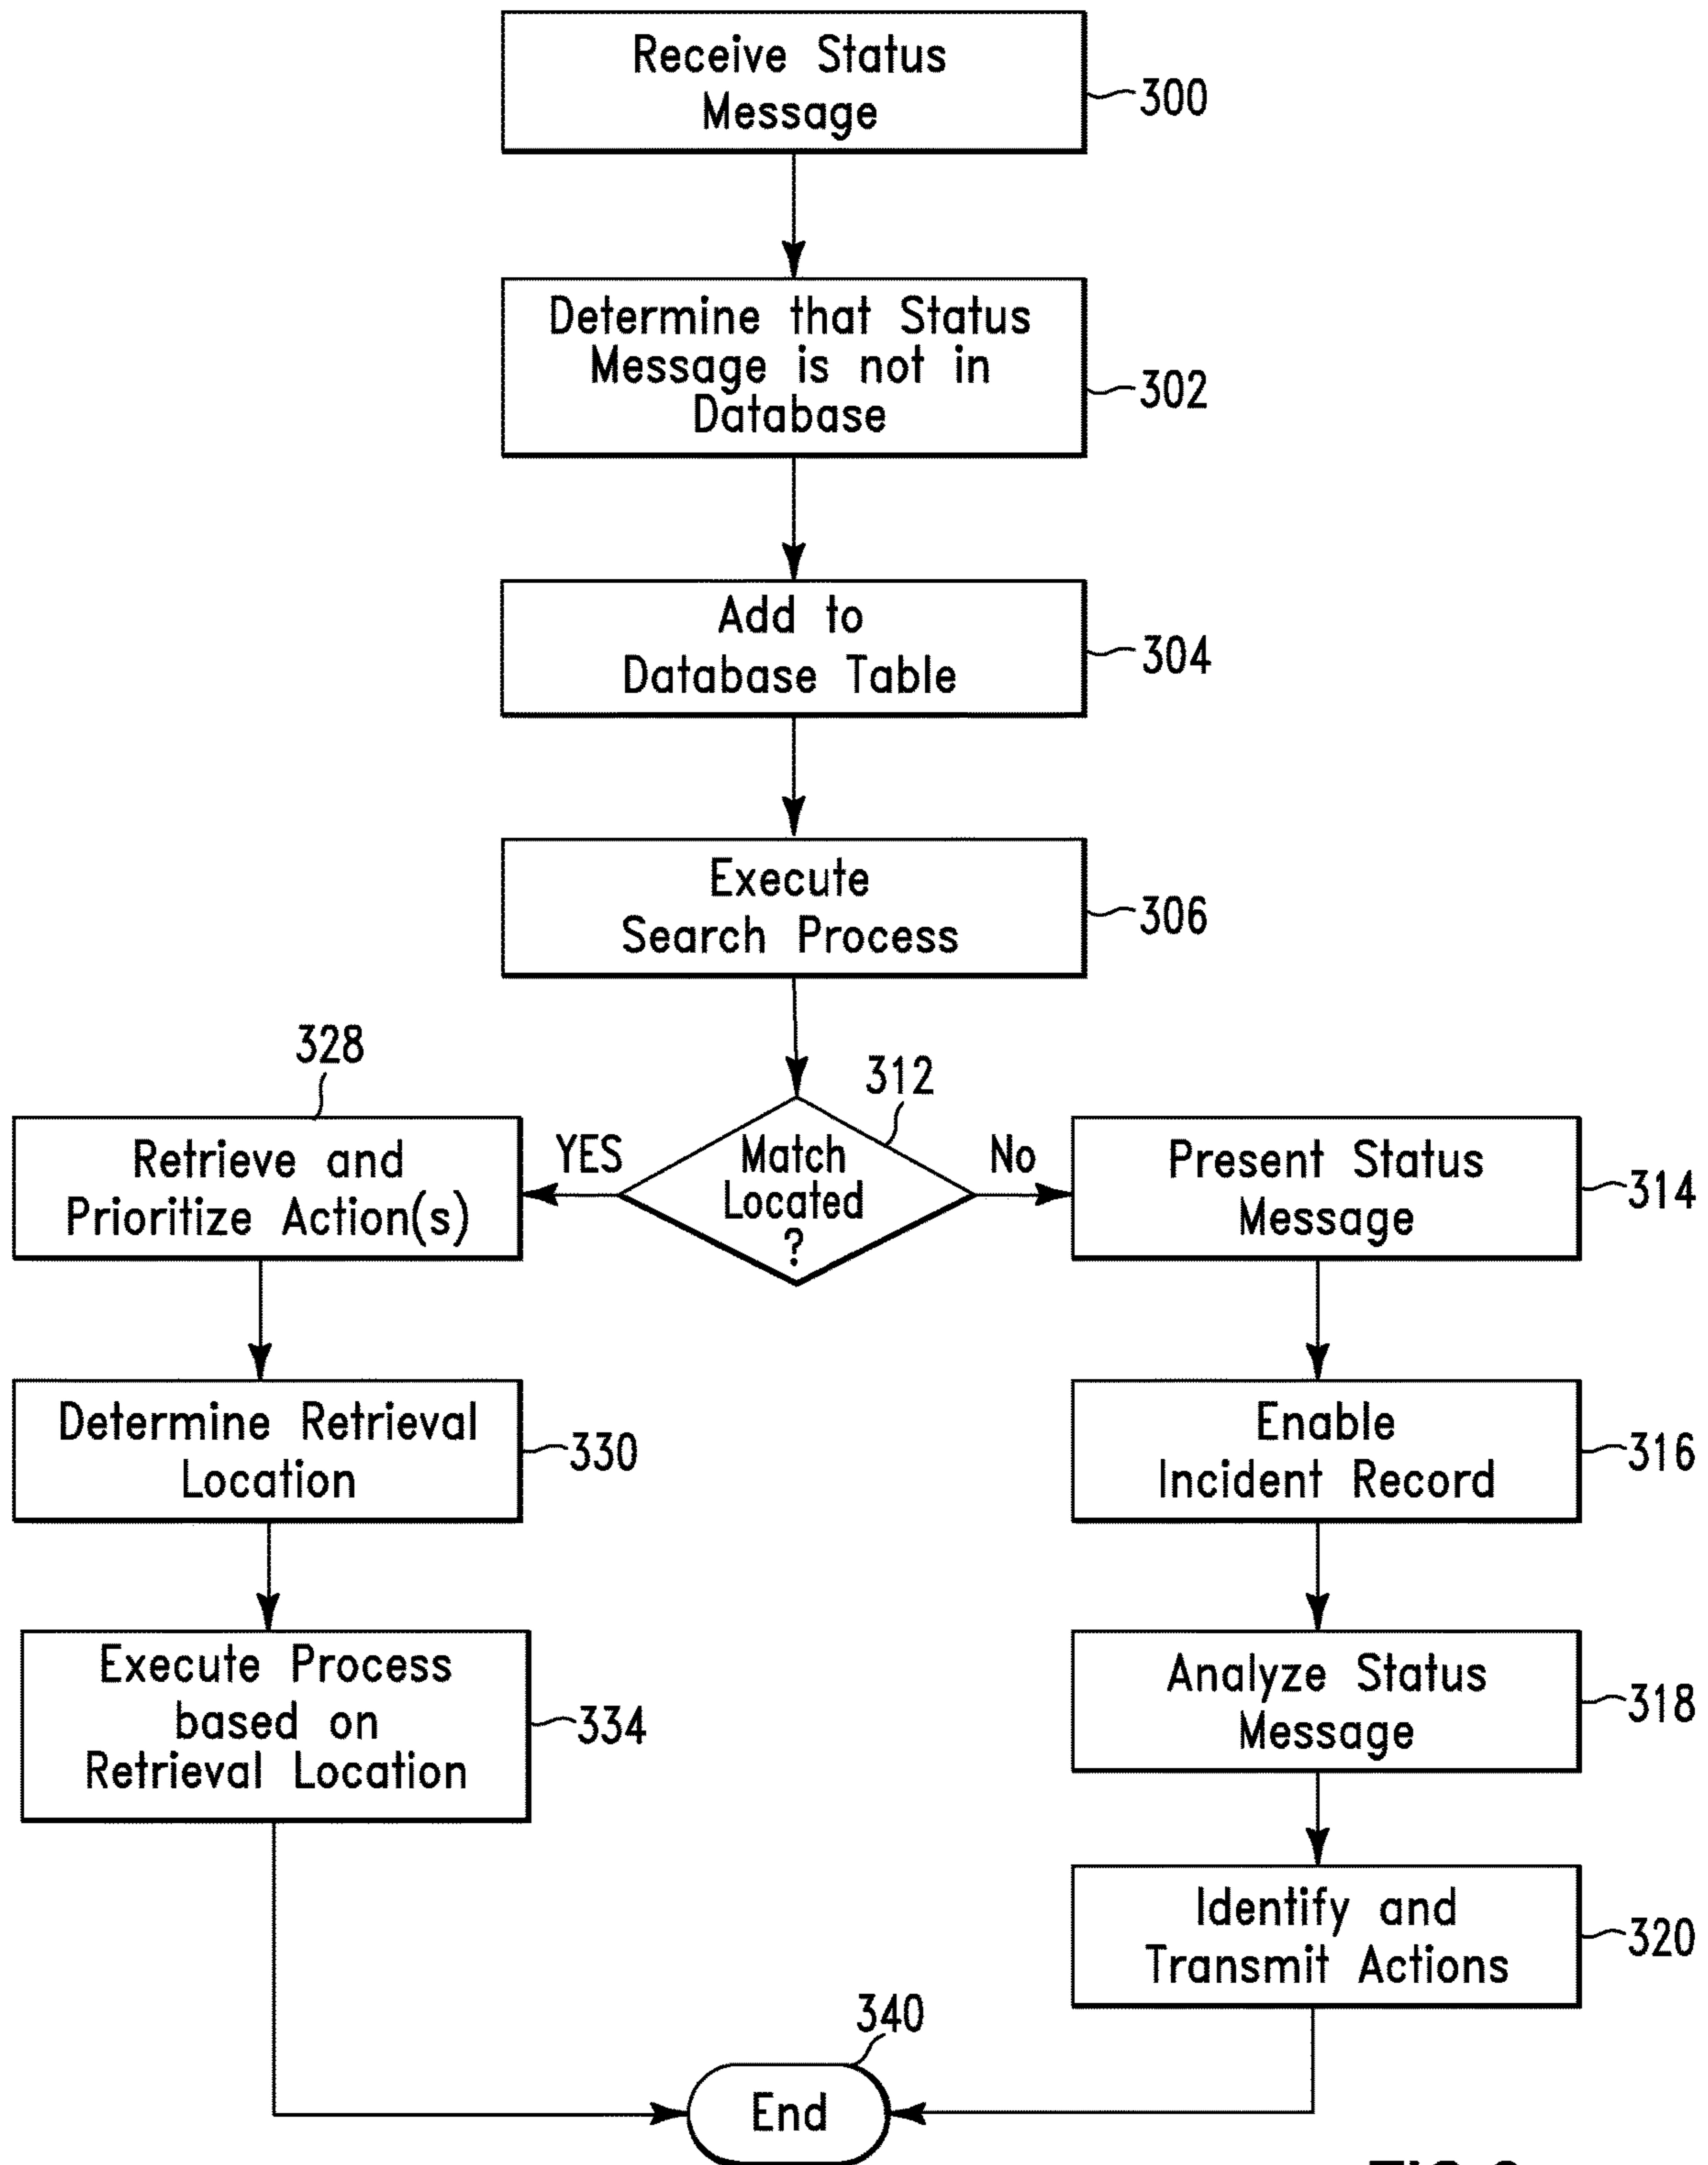 Receive Status
Message
300
Determine that Status
Message is not in
Database
302
Add to
Database Table
304
Execute
Search Process
306
328
312
Retrieve and
Prioritize Action(s)
YES
Match
Located
?
No
Present Status
Message
314
Determine Retrieval
Location
330
Enable
Incident Record
316
Execute Process
based on
Retrieval Location
334
Analyze Status
Message
318
Identify and
Transmit Actions
320
340
End